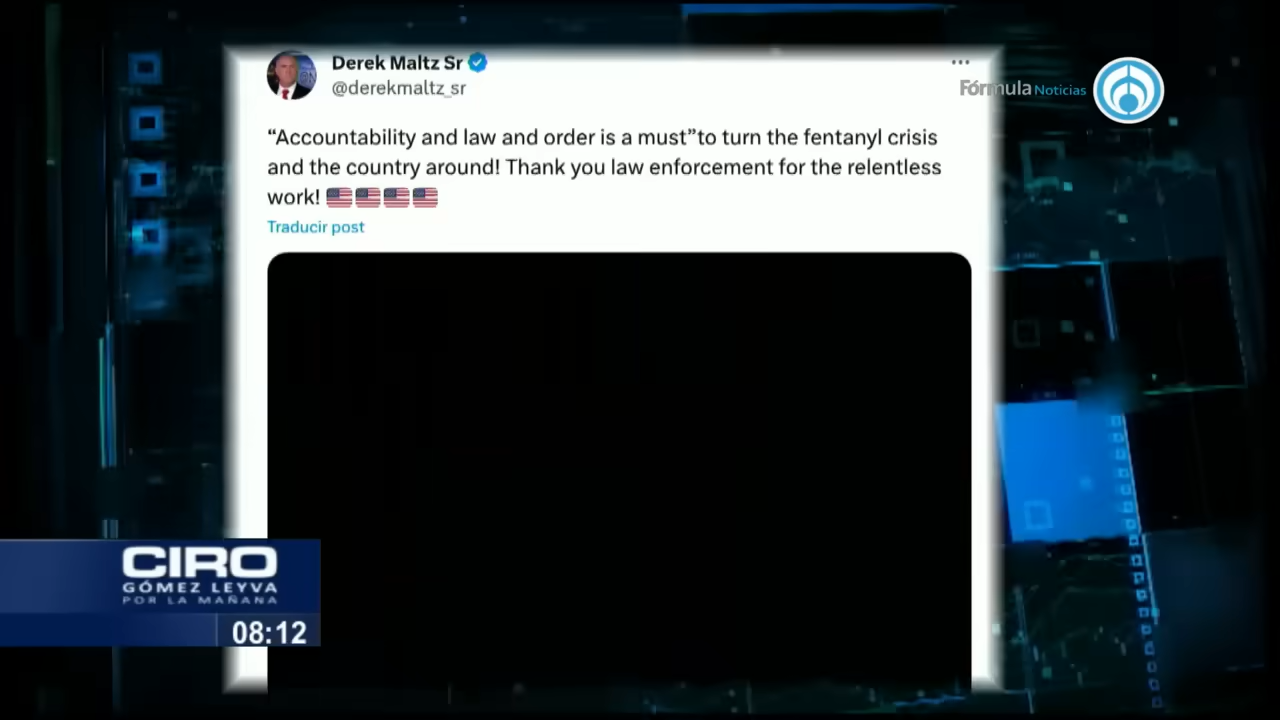 Derek Maltz Sr
@derekmaltz_sr
Fórmula Noticias
“Accountability and law and order is a must”to turn the fentanyl crisis
and the country around! Thank you law enforcement for the relentless
work! 🇺🇸🇺🇸🇺🇸🇺🇸
Traducir post
CIRO
GÓMEZ LEYVA
POR LA MAÑANA
08:12